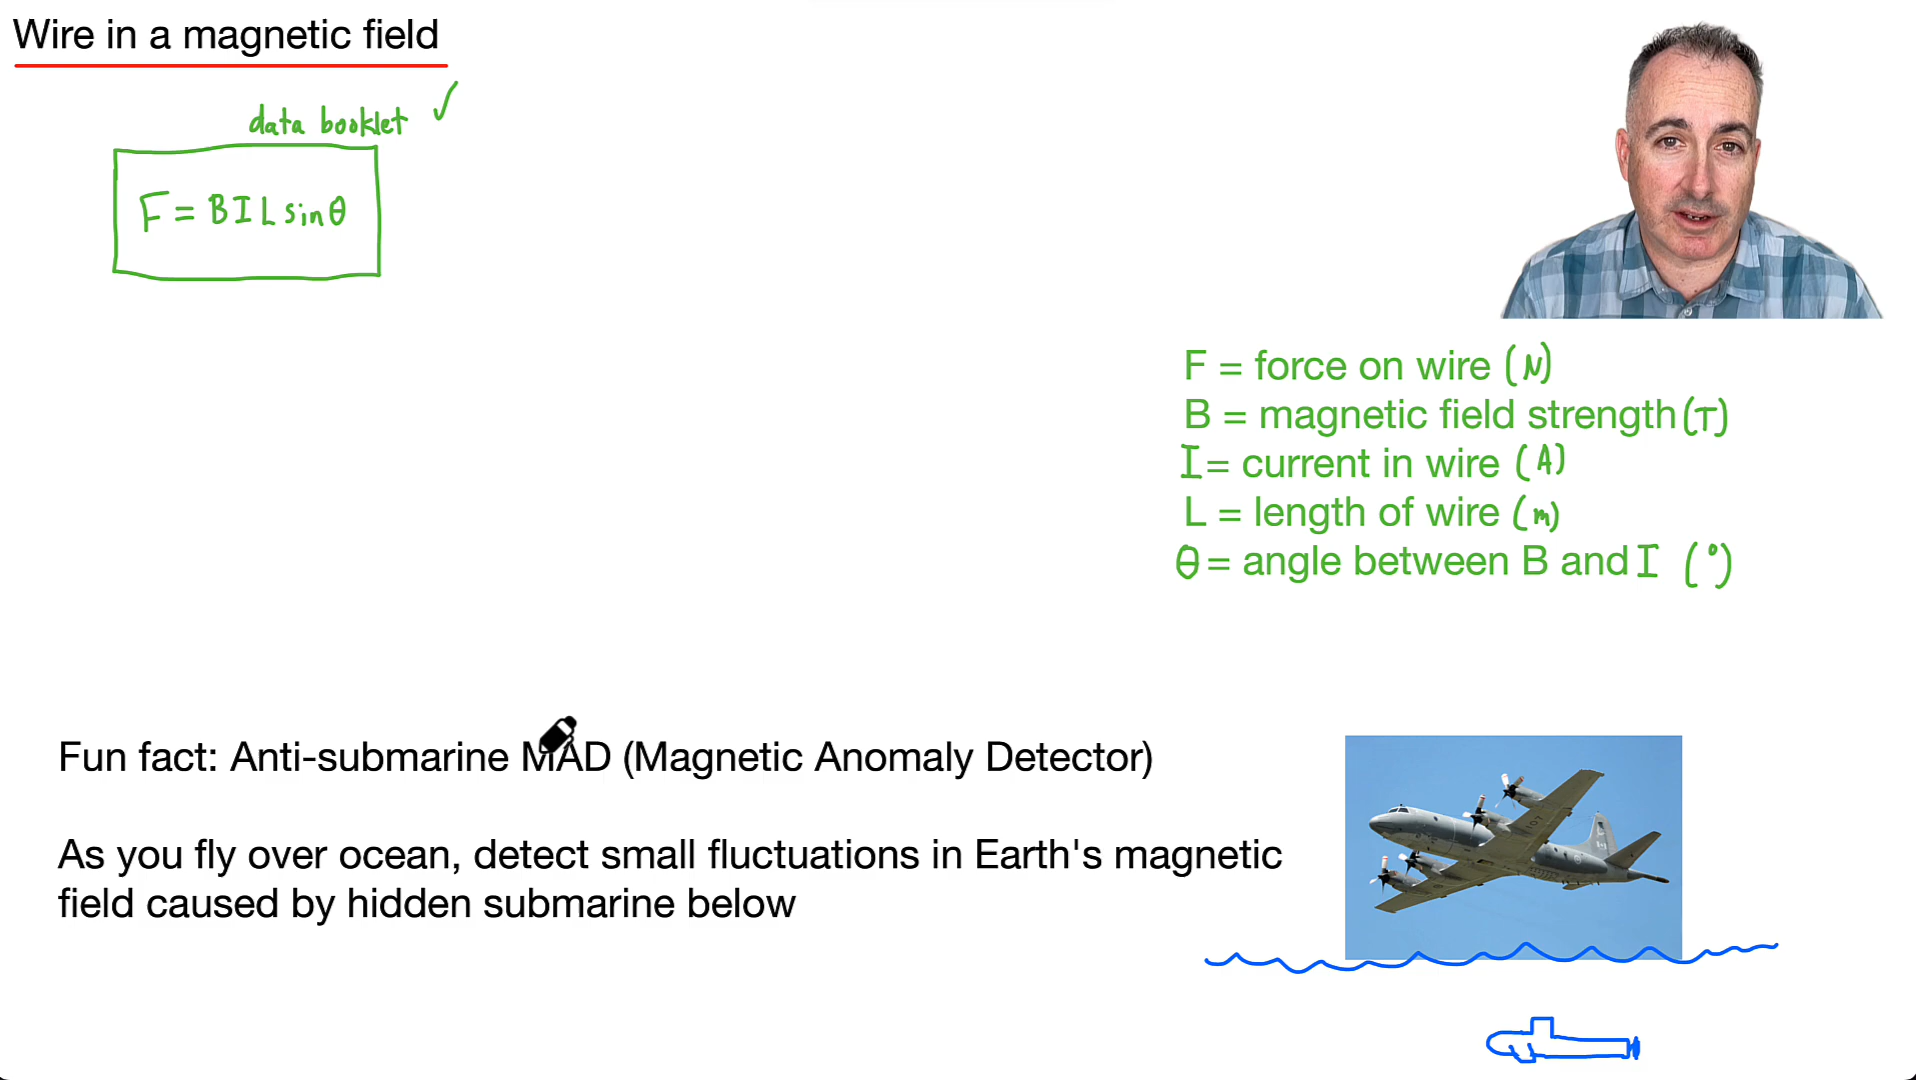 Wire in a magnetic field
data booklet ✓
F = BIL sin θ
F = force on wire (N)
B = magnetic field strength (T)
I = current in wire (A)
L = length of wire (m)
θ = angle between B and I (°)
Fun fact: Anti-submarine MAD (Magnetic Anomaly Detector)
As you fly over ocean, detect small fluctuations in Earth's magnetic
field caused by hidden submarine below
107